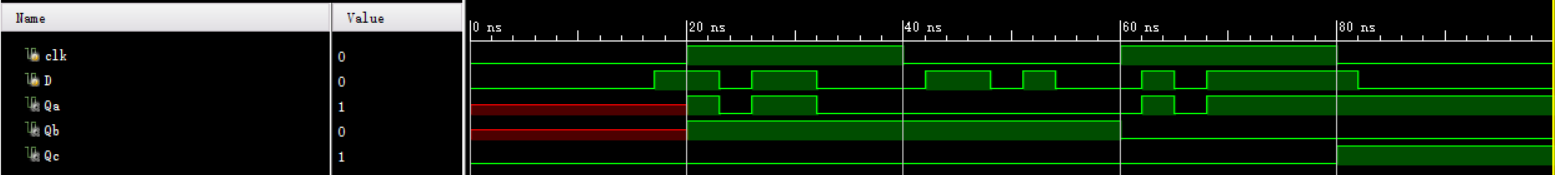 Name Value
0 ns 20 ns 40 ns 60 ns 80 ns
clk 0
D 0
Qa 1
Qb 0
Qc 1